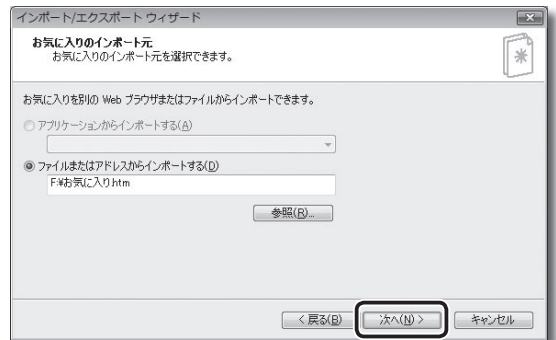 インポート/エクスポート ウィザード
お気に入りのインポート元
お気に入りのインポート元を選択できます。
お気に入りを別の Web ブラウザまたはファイルからインポートできます。
アプリケーションからインポートする(A)
ファイルまたはアドレスからインポートする(D)
F:¥お気に入り.htm
参照(R)...
< 戻る(B)
次へ(N) >
キャンセル